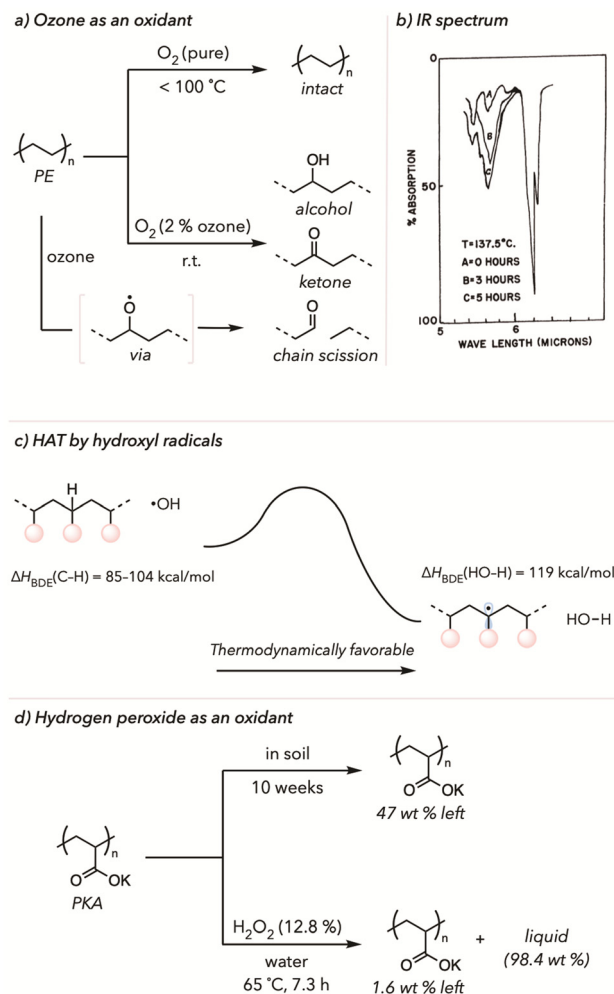 a) Ozone as an oxidant
O2 (pure)
< 100 °C
n
intact
n
PE
OH
alcohol
O2 (2 % ozone)
r.t.
O
ketone
ozone
O
via
O
chain scission
b) IR spectrum
0
50
100
% ABSORPTION
A
B
C
T=137.5°C.
A=0 HOURS
B=3 HOURS
C=5 HOURS
5
6
WAVE LENGTH (MICRONS)
c) HAT by hydroxyl radicals
H
•OH
ΔHBDE(C–H) = 85–104 kcal/mol
ΔHBDE(HO–H) = 119 kcal/mol
HO–H
Thermodynamically favorable
d) Hydrogen peroxide as an oxidant
in soil
10 weeks
n
O
OK
47 wt % left
n
O
OK
PKA
H2O2 (12.8 %)
water
65 °C, 7.3 h
n
O
OK
1.6 wt % left
+
liquid
(98.4 wt %)